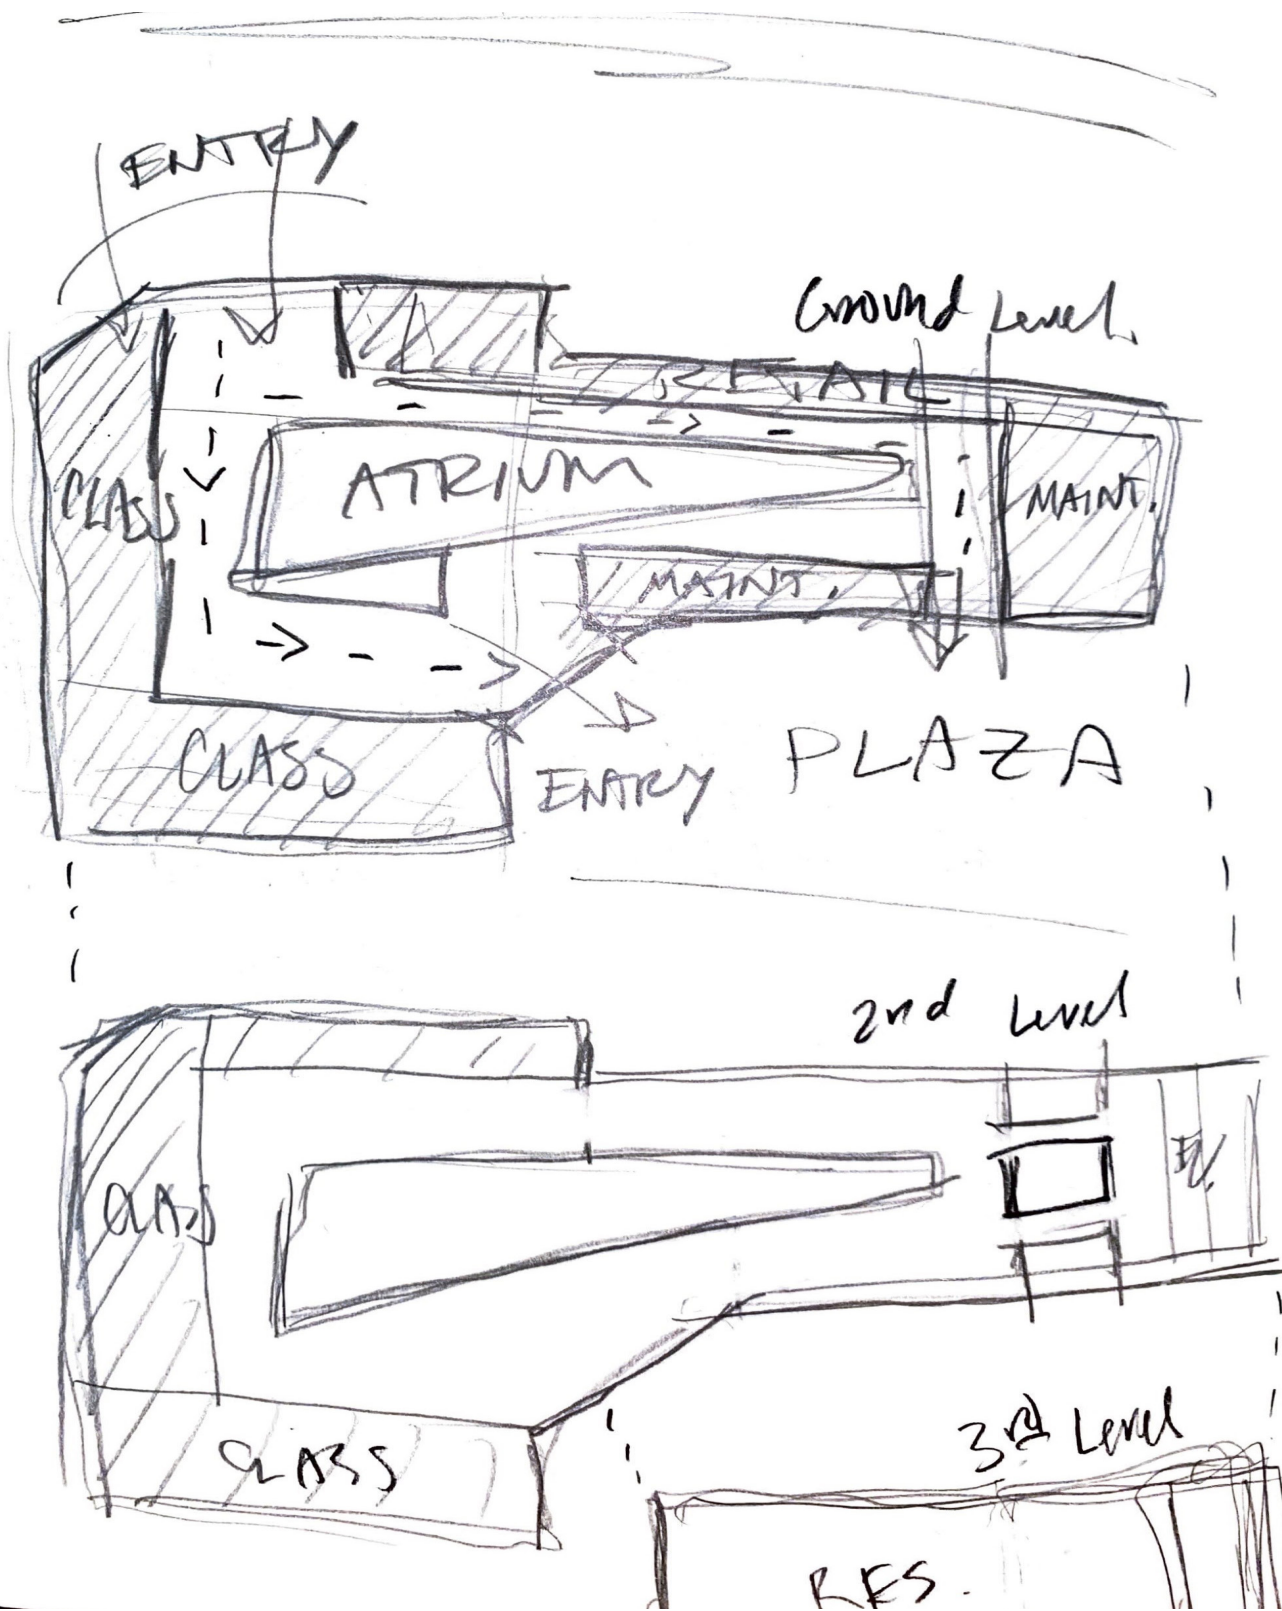 ENTRY
Ground Level.
RETAIL
ATRIUM
CLASS
MAINT.
MAINT.
CLASS
ENTRY
PLAZA
2nd Level
CLASS
CLASS
3rd Level
RES.